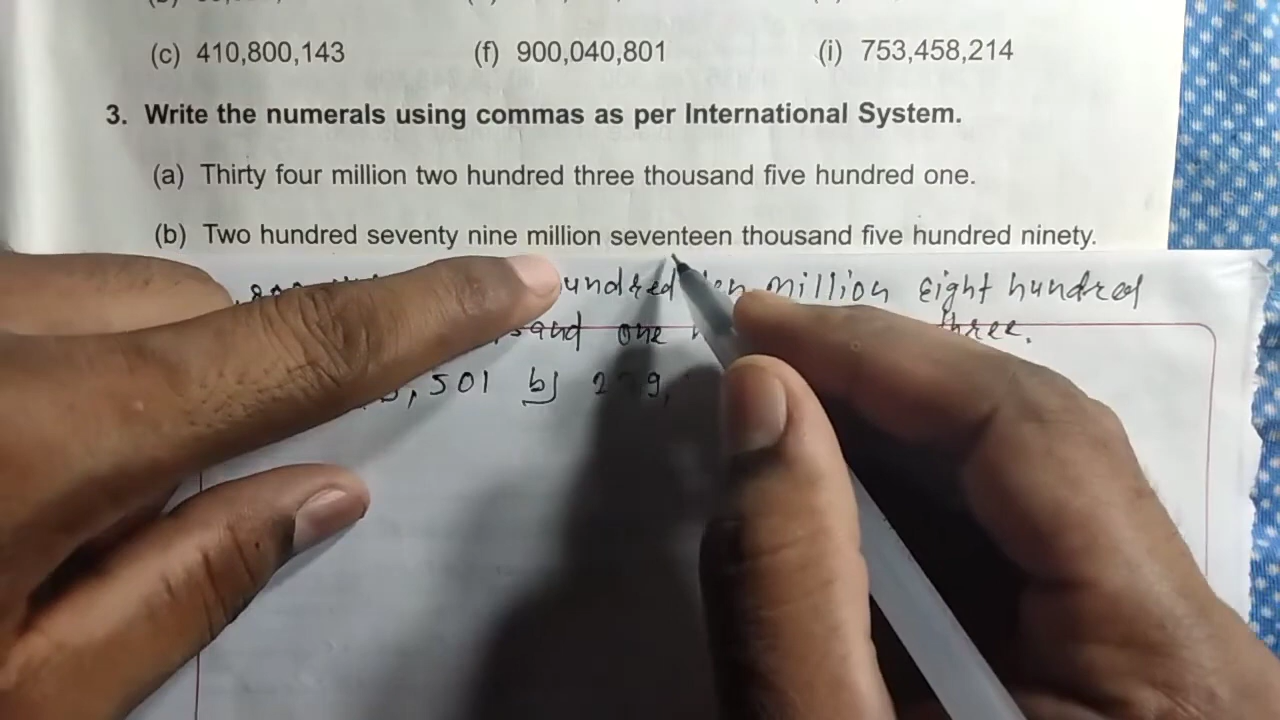 (c) 410,800,143 (f) 900,040,801 (i) 753,458,214
3. Write the numerals using commas as per International System.
(a) Thirty four million two hundred three thousand five hundred one.
(b) Two hundred seventy nine million seventeen thousand five hundred ninety.
million Eight hundred
one three.
,501 b) 279,